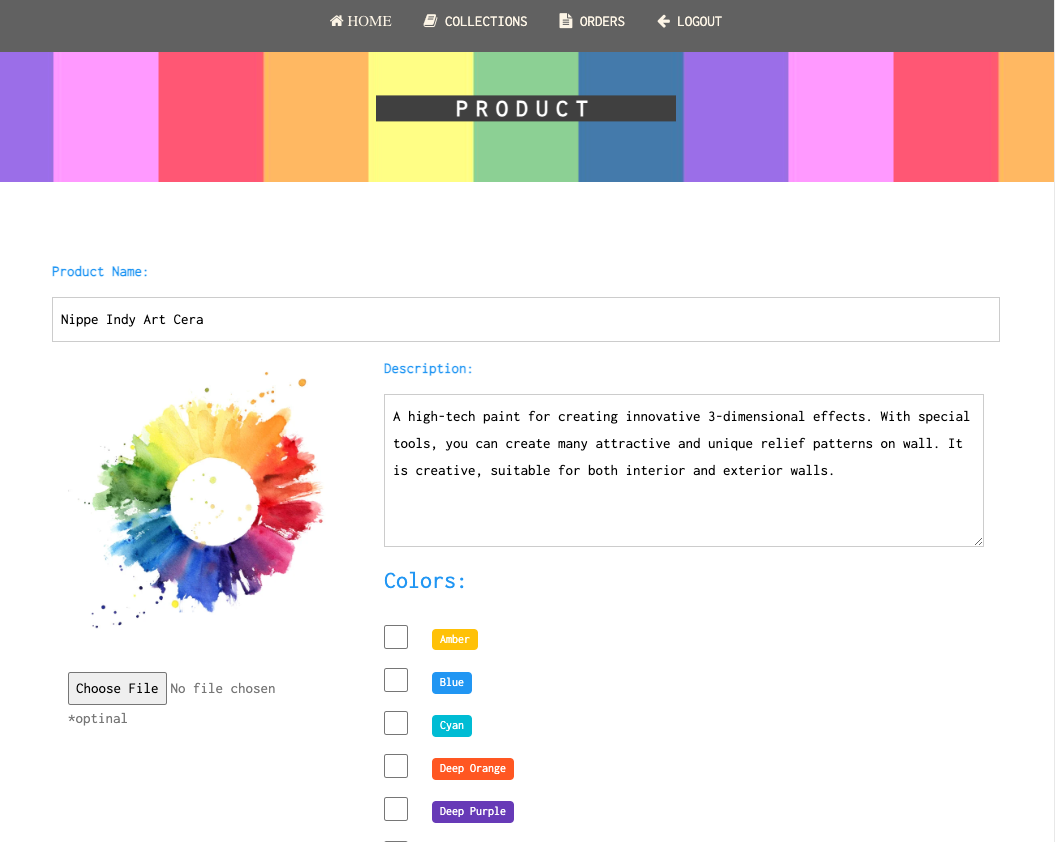 HOME COLLECTIONS ORDERS LOGOUT
PRODUCT
Product Name:
Nippe Indy Art Cera
Description:
A high-tech paint for creating innovative 3-dimensional effects. With special
tools, you can create many attractive and unique relief patterns on wall. It
is creative, suitable for both interior and exterior walls.
Colors:
Amber
Blue
Choose File No file chosen
*optinal
Cyan
Deep Orange
Deep Purple